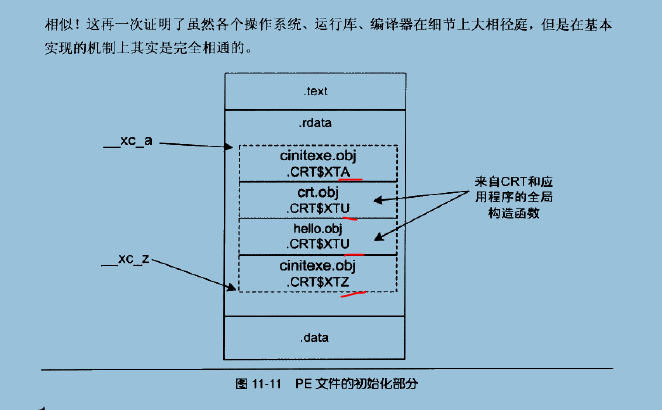 相似！这再一次证明了虽然各个操作系统、运行库、编译器在细节上大相径庭，但是在基本
实现的机制上其实是完全相通的。
.text
.rdata
__xc_a
cinitexe.obj
.CRT$XTA
crt.obj
.CRT$XTU
hello.obj
.CRT$XTU
__xc_z
cinitexe.obj
.CRT$XTZ
来自CRT和应
用程序的全局
构造函数
.data
图 11-11 PE 文件的初始化部分